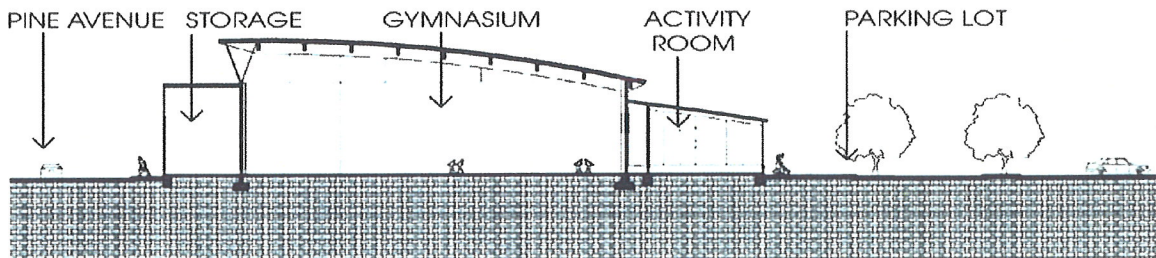 PINE AVENUE
STORAGE
GYMNASIUM
ACTIVITY
ROOM
PARKING LOT